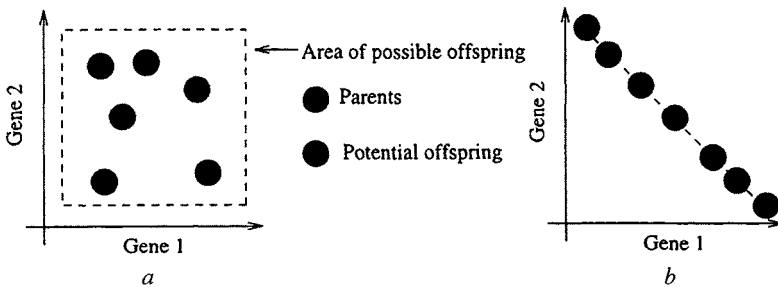 Area of possible offspring
Parents
Potential offspring
Gene 2
Gene 1
a
Gene 2
Gene 1
b